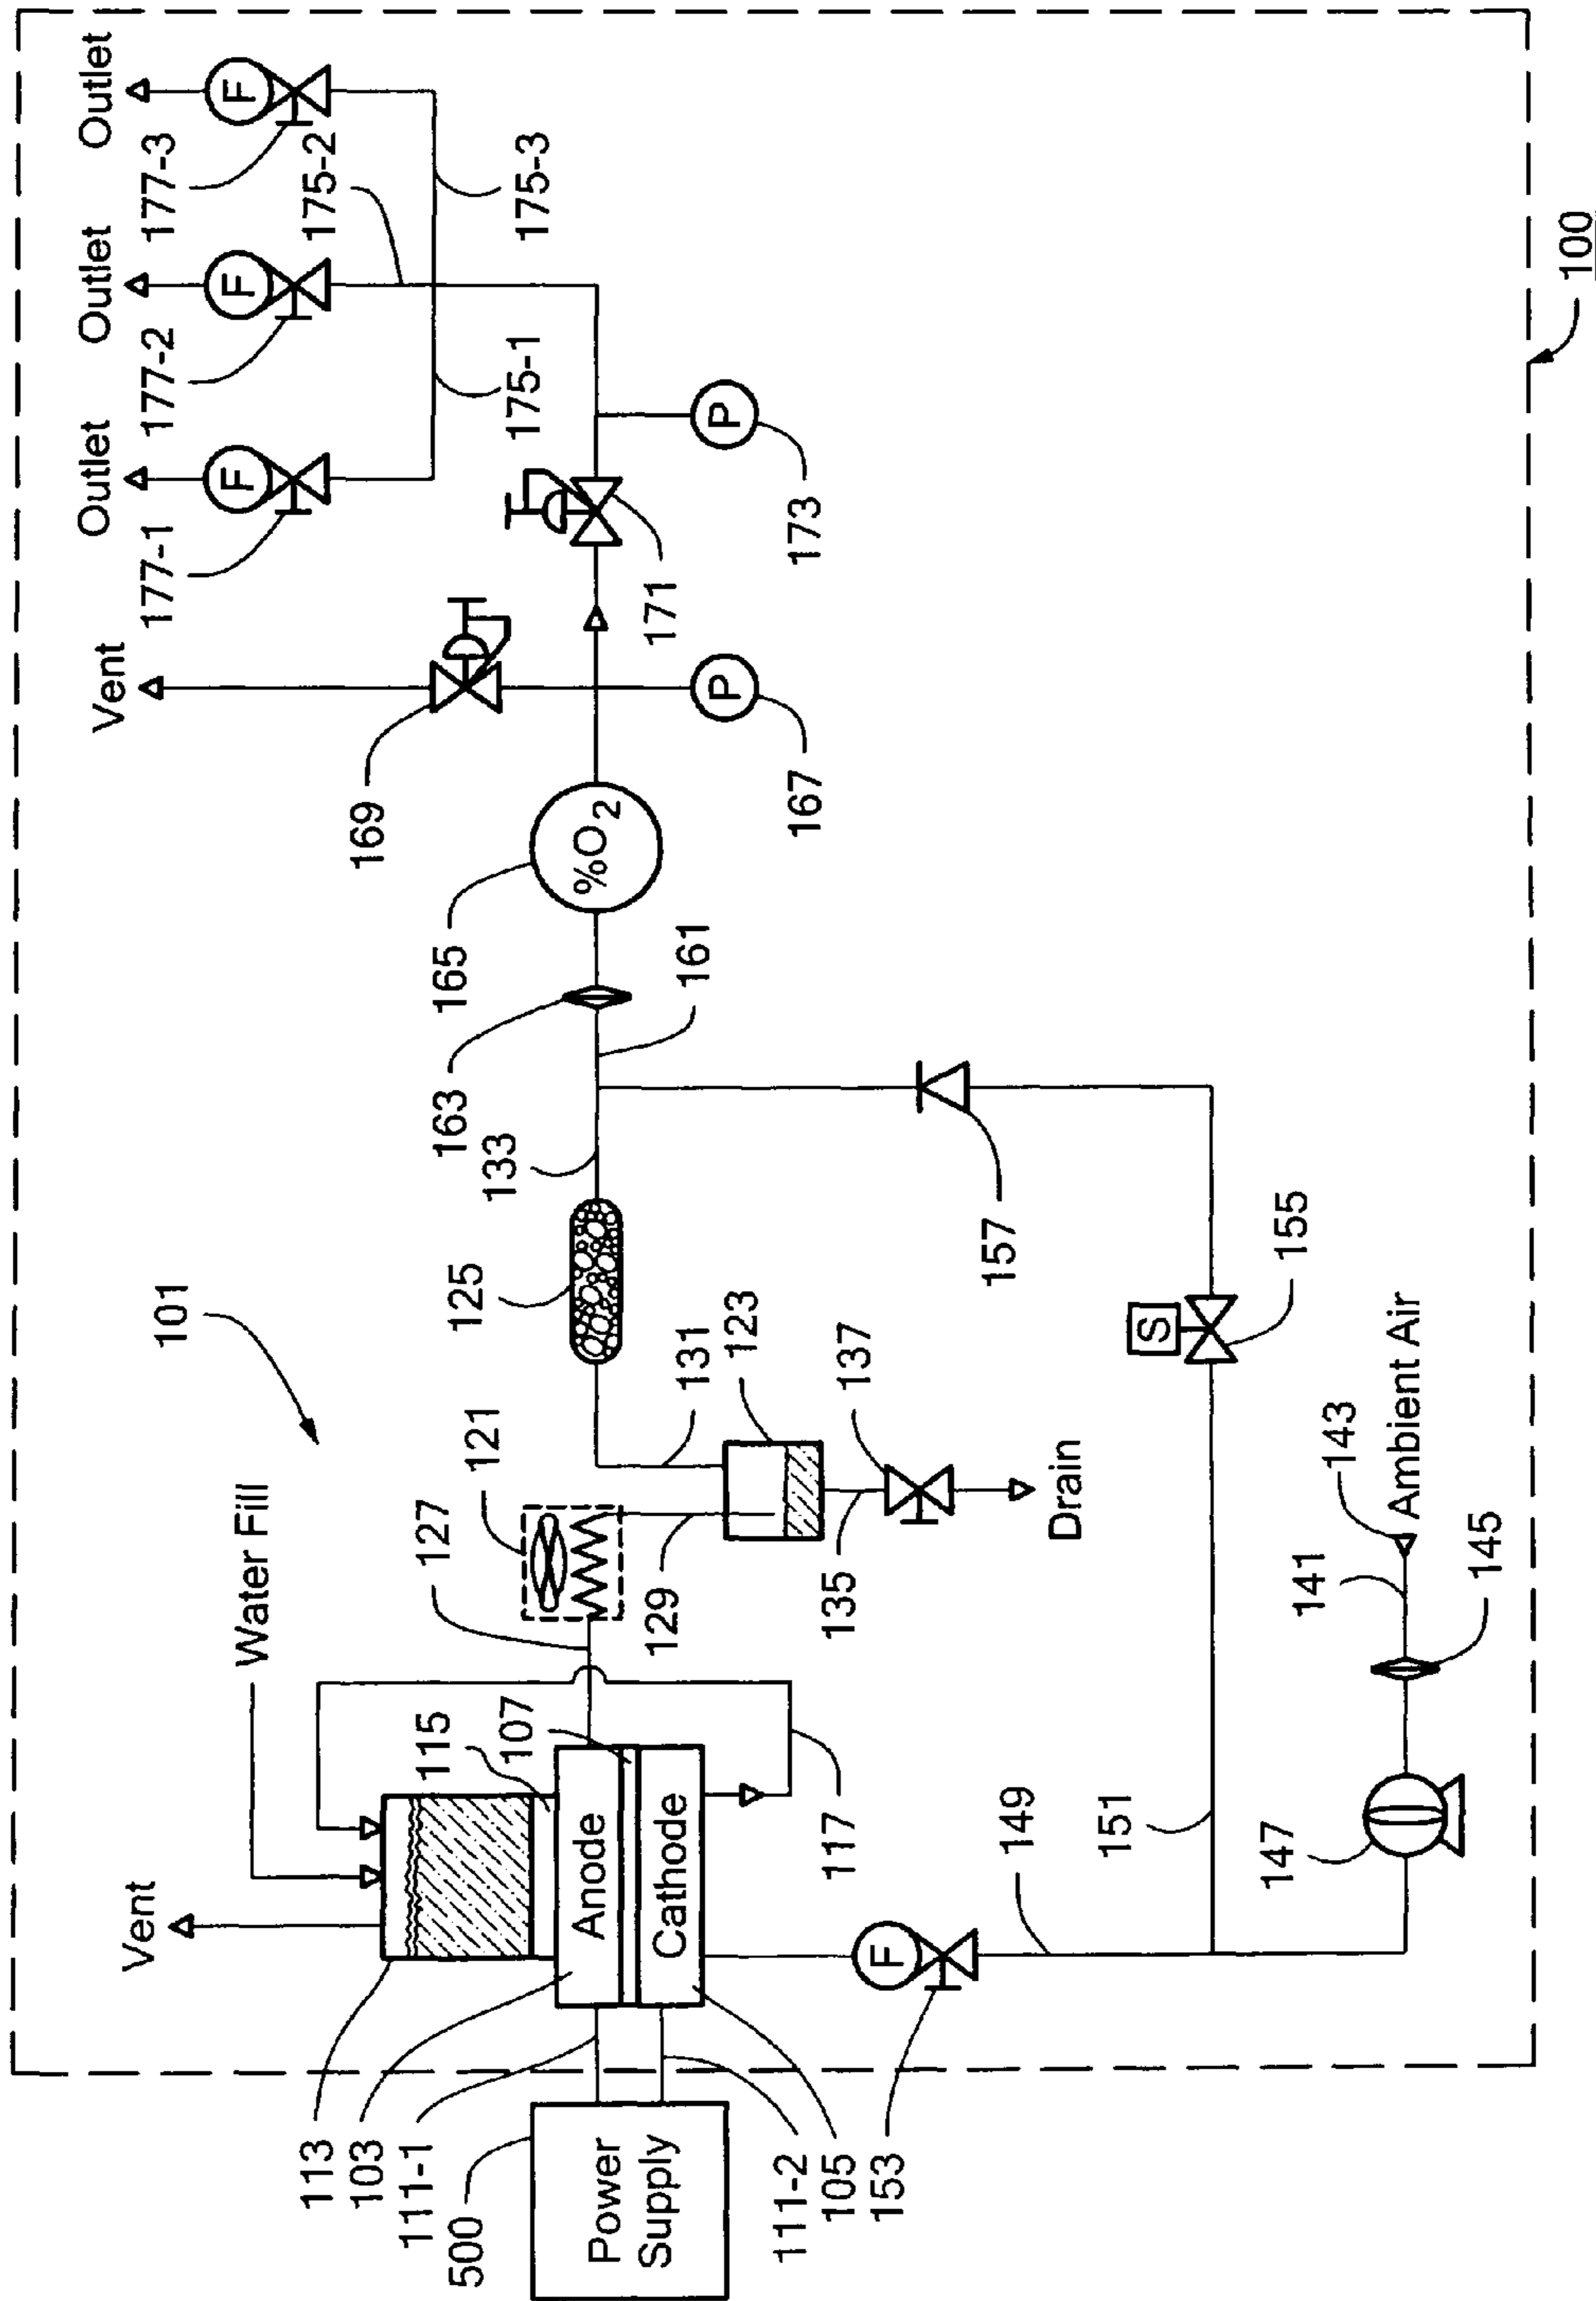 Outlet
Outlet
Outlet
F
F
F
177-1
177-2
177-3
175-1
175-2
175-3
Vent
169
171
P
173
P
167
%O2
165
163
161
133
125
157
101
121
127
129
131
123
135
137
Drain
Water Fill
Vent
113
115
107
Anode
Cathode
103
111-1
500
Power
Supply
111-2
105
153
F
117
149
151
S
155
147
145
141
143
Ambient Air
100